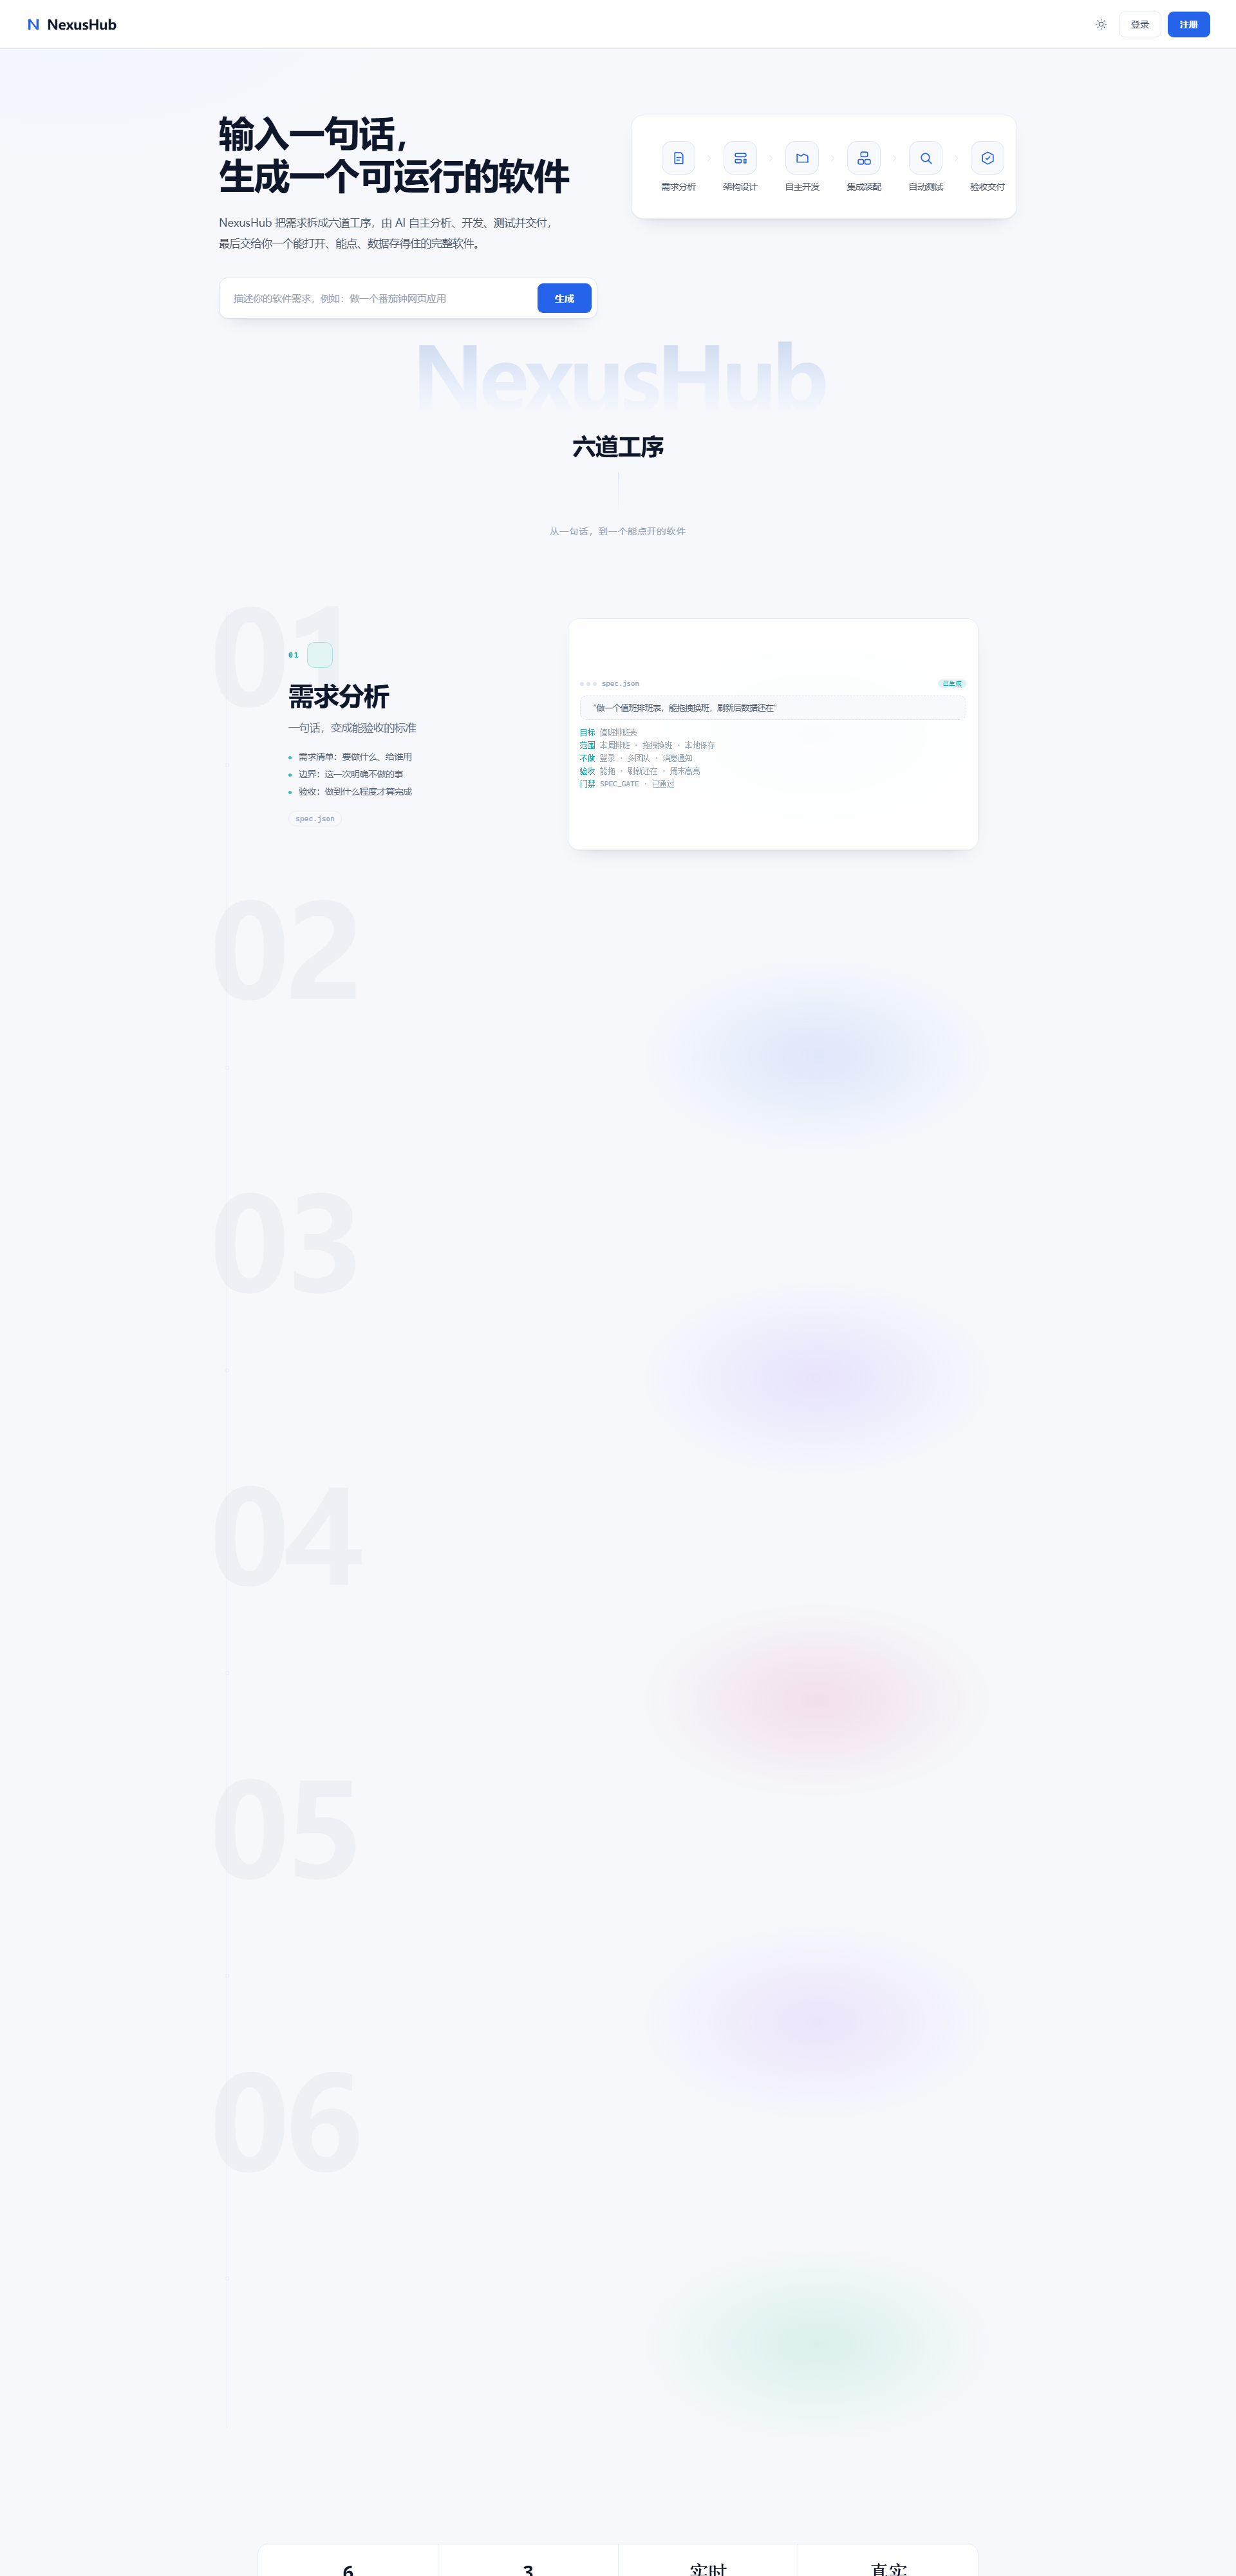 NexusHub
登录
注册
输入一句话，
生成一个可运行的软件
NexusHub 把需求拆成六道工序，由 AI 自主分析、开发、测试并交付，
最后交给你一个能打开、能点、数据存得住的完整软件。
描述你的软件需求，例如：做一个番茄钟网页应用
生成
需求分析
架构设计
自主开发
集成装配
自动测试
验收交付
NexusHub
六道工序
从一句话，到一个能点开的软件
01
01
需求分析
一句话，变成能验收的标准
需求清单：要做什么、给谁用
边界：这一次明确不做的事
验收：做到什么程度才算完成
spec.json
spec.json
已生成
“做一个值班排班表，能拖拽换班，刷新后数据还在”
目标 值班排班表
范围 本周排班 · 拖拽换班 · 本地保存
不做 登录 · 多团队 · 消息通知
验收 能拖 · 刷新还在 · 周末高亮
门禁 SPEC_GATE · 已通过
02
03
04
05
06
6
3
实时
真实